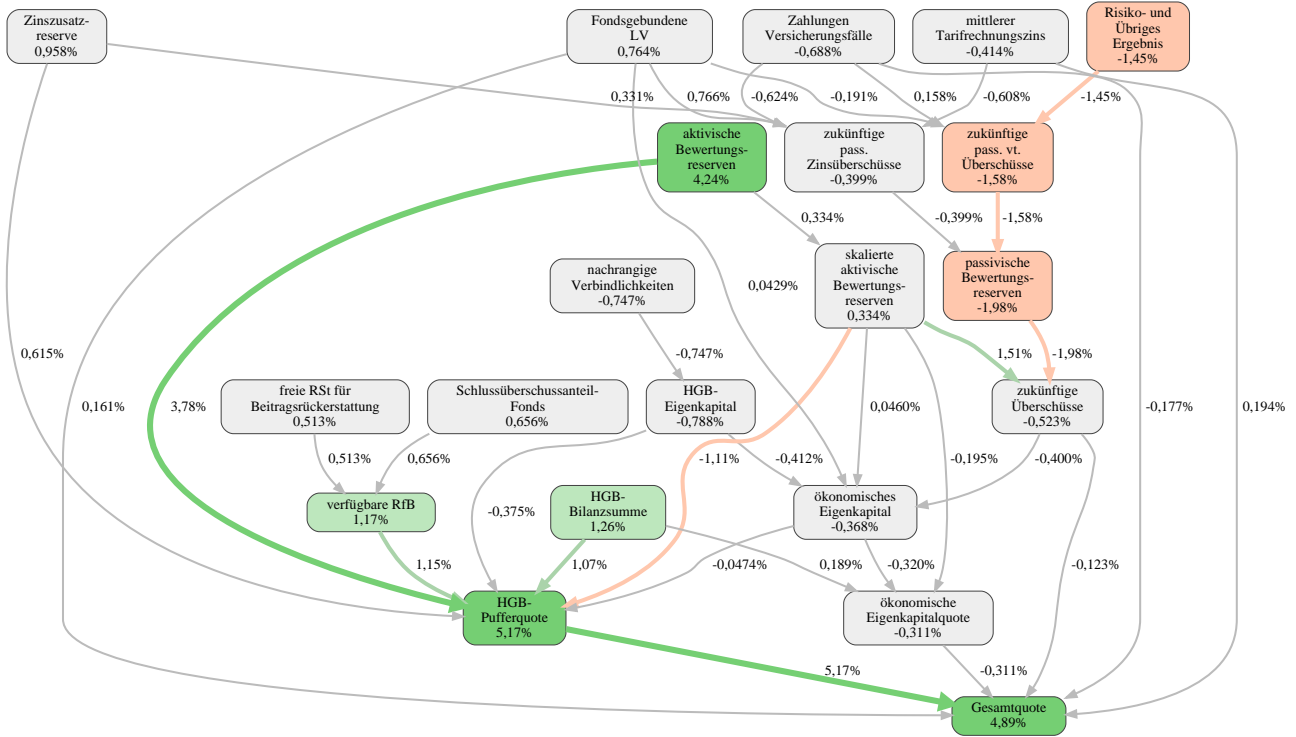 Zinszusatz-
reserve
0,958%
Fondsgebundene
LV
0,764%
Zahlungen
Versicherungsfälle
-0,688%
mittlerer
Tarifrechnungszins
-0,414%
Risiko- und
Übriges
Ergebnis
-1,45%
0,331%
0,766%
-0,624%
-0,191%
0,158%
-0,608%
-1,45%
aktivische
Bewertungs-
reserven
4,24%
zukünftige
pass.
Zinsüberschüsse
-0,399%
zukünftige
pass. vt.
Überschüsse
-1,58%
0,334%
-0,399%
-1,58%
nachrangige
Verbindlichkeiten
-0,747%
0,0429%
skalierte
aktivische
Bewertungs-
reserven
0,334%
passivische
Bewertungs-
reserven
-1,98%
0,615%
-0,747%
1,51%
-1,98%
0,161%
3,78%
freie RSt für
Beitragsrückerstattung
0,513%
Schlussüberschussanteil-
Fonds
0,656%
HGB-
Eigenkapital
-0,788%
0,0460%
zukünftige
Überschüsse
-0,523%
-0,177%
0,194%
0,513%
0,656%
-1,11%
-0,412%
-0,195%
-0,400%
verfügbare RfB
1,17%
-0,375%
HGB-
Bilanzsumme
1,26%
ökonomisches
Eigenkapital
-0,368%
1,15%
1,07%
-0,0474%
0,189%
-0,320%
-0,123%
HGB-
Pufferquote
5,17%
ökonomische
Eigenkapitalquote
-0,311%
5,17%
-0,311%
Gesamtquote
4,89%